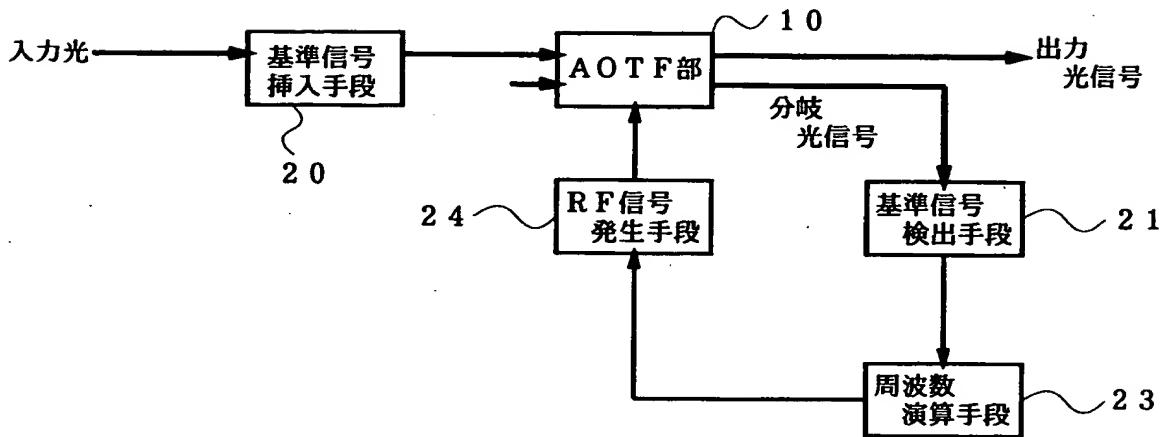 １０
入力光
基準信号
挿入手段
ＡＯＴＦ部
出力
光信号
分岐
光信号
２０
２４
ＲＦ信号
発生手段
基準信号
検出手段
２１
周波数
演算手段
２３